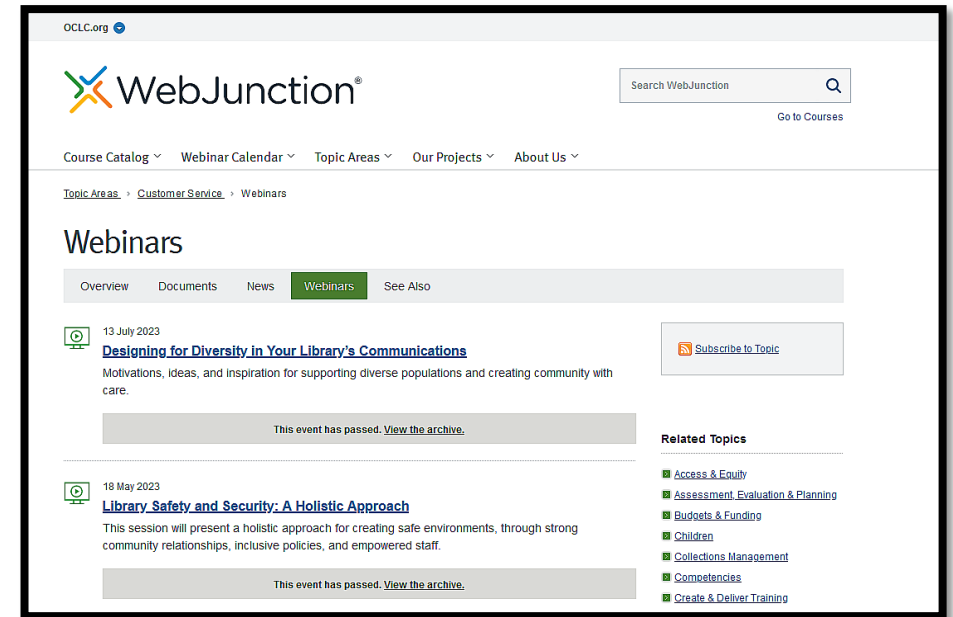 OCLC.org
WebJunction®
Search WebJunction
Go to Courses
Course Catalog Webinar Calendar Topic Areas Our Projects About Us
Topic Areas › Customer Service › Webinars
Webinars
Overview Documents News Webinars See Also
13 July 2023
Designing for Diversity in Your Library’s Communications
Motivations, ideas, and inspiration for supporting diverse populations and creating community with
care.
This event has passed. View the archive.
18 May 2023
Library Safety and Security: A Holistic Approach
This session will present a holistic approach for creating safe environments, through strong
community relationships, inclusive policies, and empowered staff.
This event has passed. View the archive.
Subscribe to Topic
Related Topics
Access & Equity
Assessment, Evaluation & Planning
Budgets & Funding
Children
Collections Management
Competencies
Create & Deliver Training